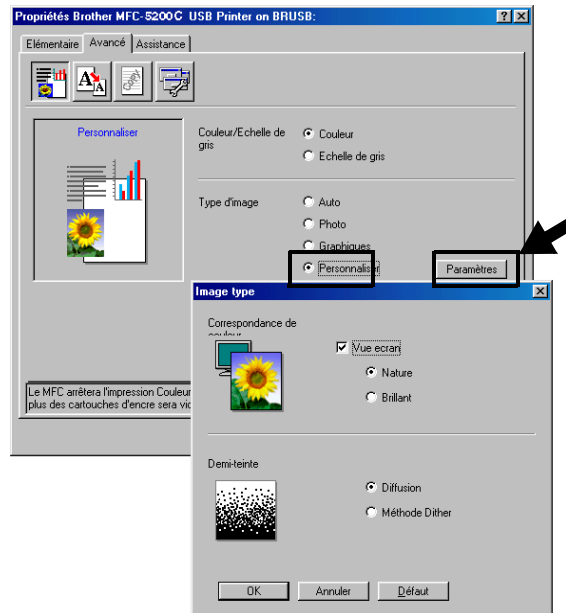 Propriétés Brother MFC-5200C USB Printer on BRUSB:
Elémentaire Avancé Assistance
Personnaliser
Couleur/Echelle de
gris
Couleur
Echelle de gris
Type d'image
Auto
Photo
Graphiques
Personnaliser
Paramètres
Le MFC arrêtera l'impression Couleur
plus des cartouches d'encre sera
Image type
Correspondance de
couleur
Vue ecran
Nature
Brillant
Demi-teinte
Diffusion
Méthode Dither
OK Annuler Défaut